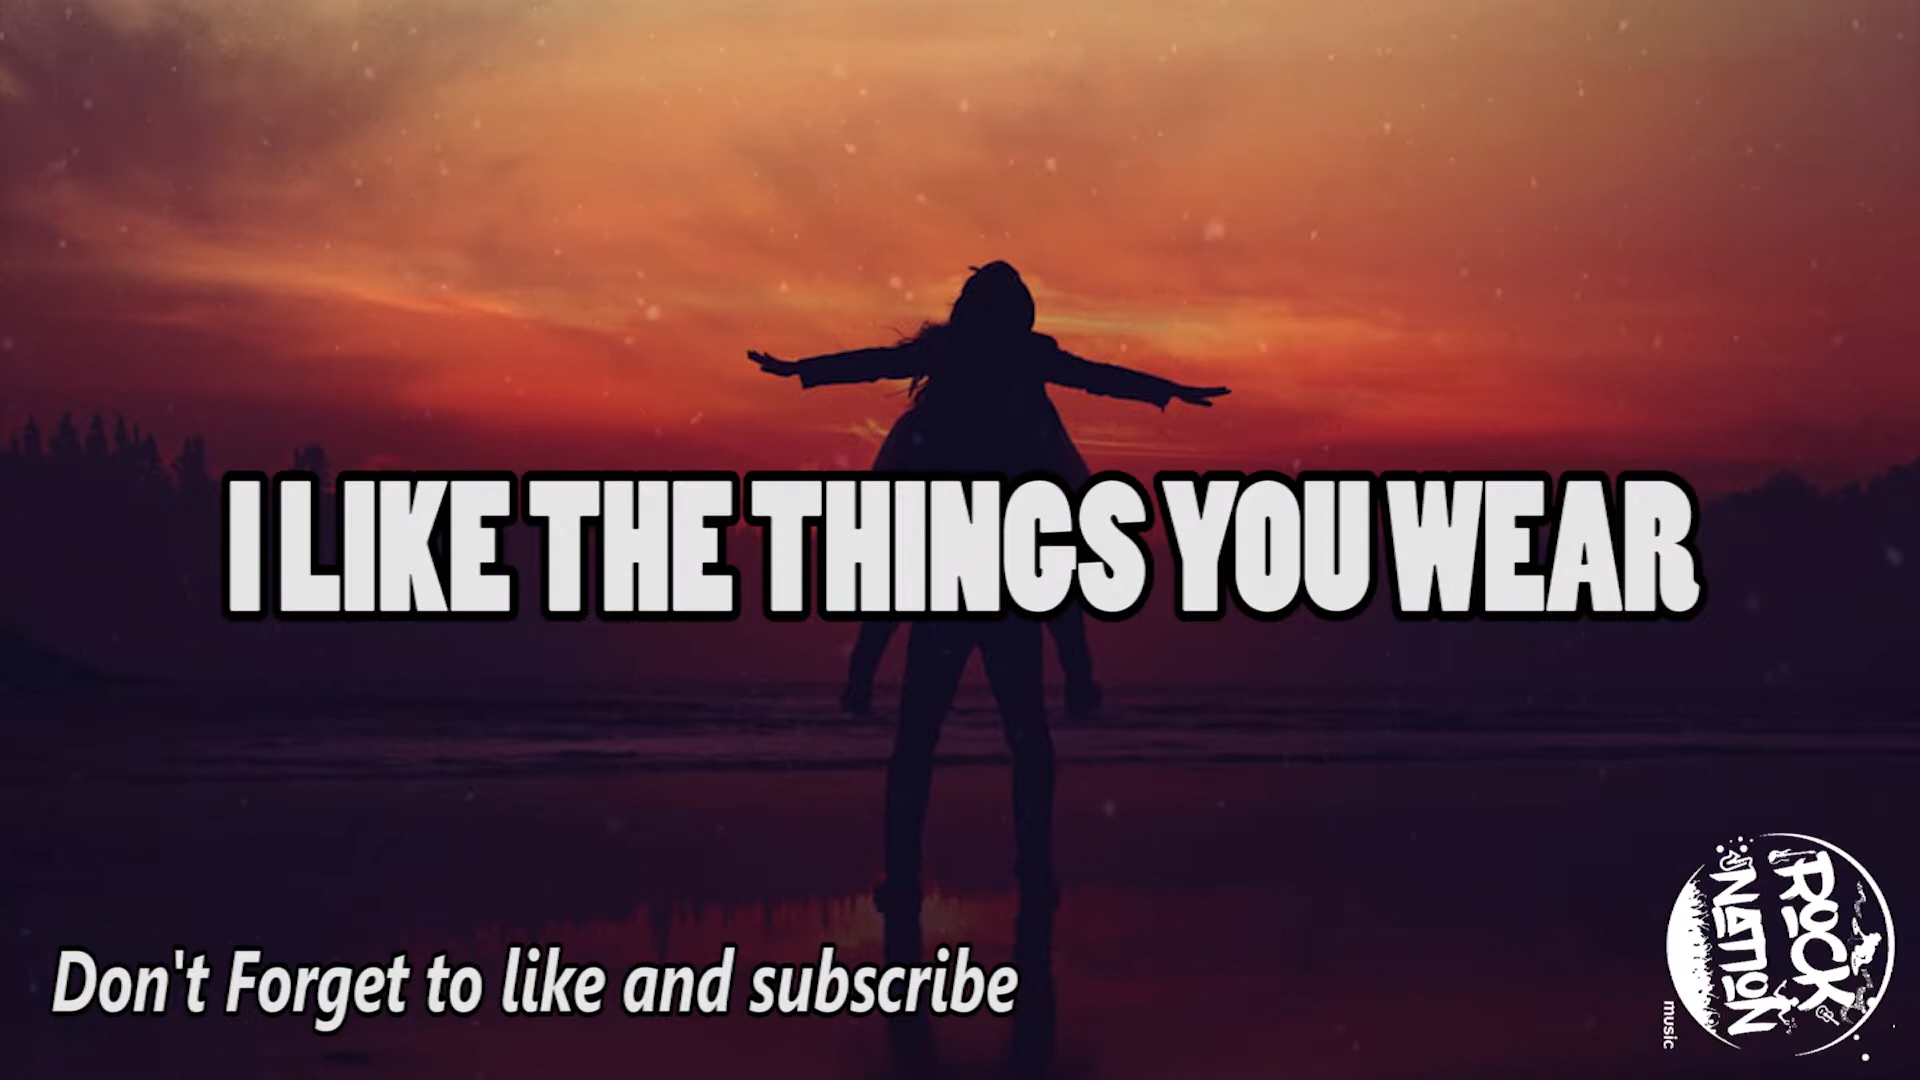 I LIKE THE THINGS YOU WEAR
Don't Forget to like and subscribe
ROCK
NATION
music